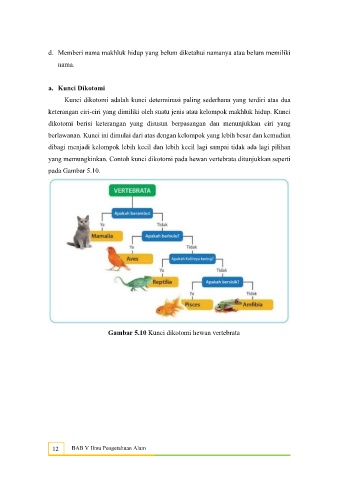 d. Memberi nama makhluk hidup yang belum diketahui namanya atau belum memiliki
nama.
a. Kunci Dikotomi
Kunci dikotomi adalah kunci determinasi paling sederhana yang terdiri atas dua
keterangan ciri-ciri yang dimiliki oleh suatu jenis atau kelompok makhluk hidup. Kunci
dikotomi berisi keterangan yang disusun berpasangan dan menunjukkan ciri yang
berlawanan. Kunci ini dimulai dari atas dengan kelompok yang lebih besar dan kemudian
dibagi menjadi kelompok lebih kecil dan lebih kecil lagi sampai tidak ada lagi pilihan
yang memungkinkan. Contoh kunci dikotomi pada hewan vertebrata ditunjukkan seperti
pada Gambar 5.10.
VERTEBRATA
Apakah berambut?
Ya Tidak
Mamalia Apakah berbulu?
Ya Tidak
Aves Apakah kulitnya kering?
Ya Tidak
Reptilia Apakah bersisik?
Ya Tidak
Pisces Amfibia
Gambar 5.10 Kunci dikotomi hewan vertebrata
12 BAB V Ilmu Pengetahuan Alam